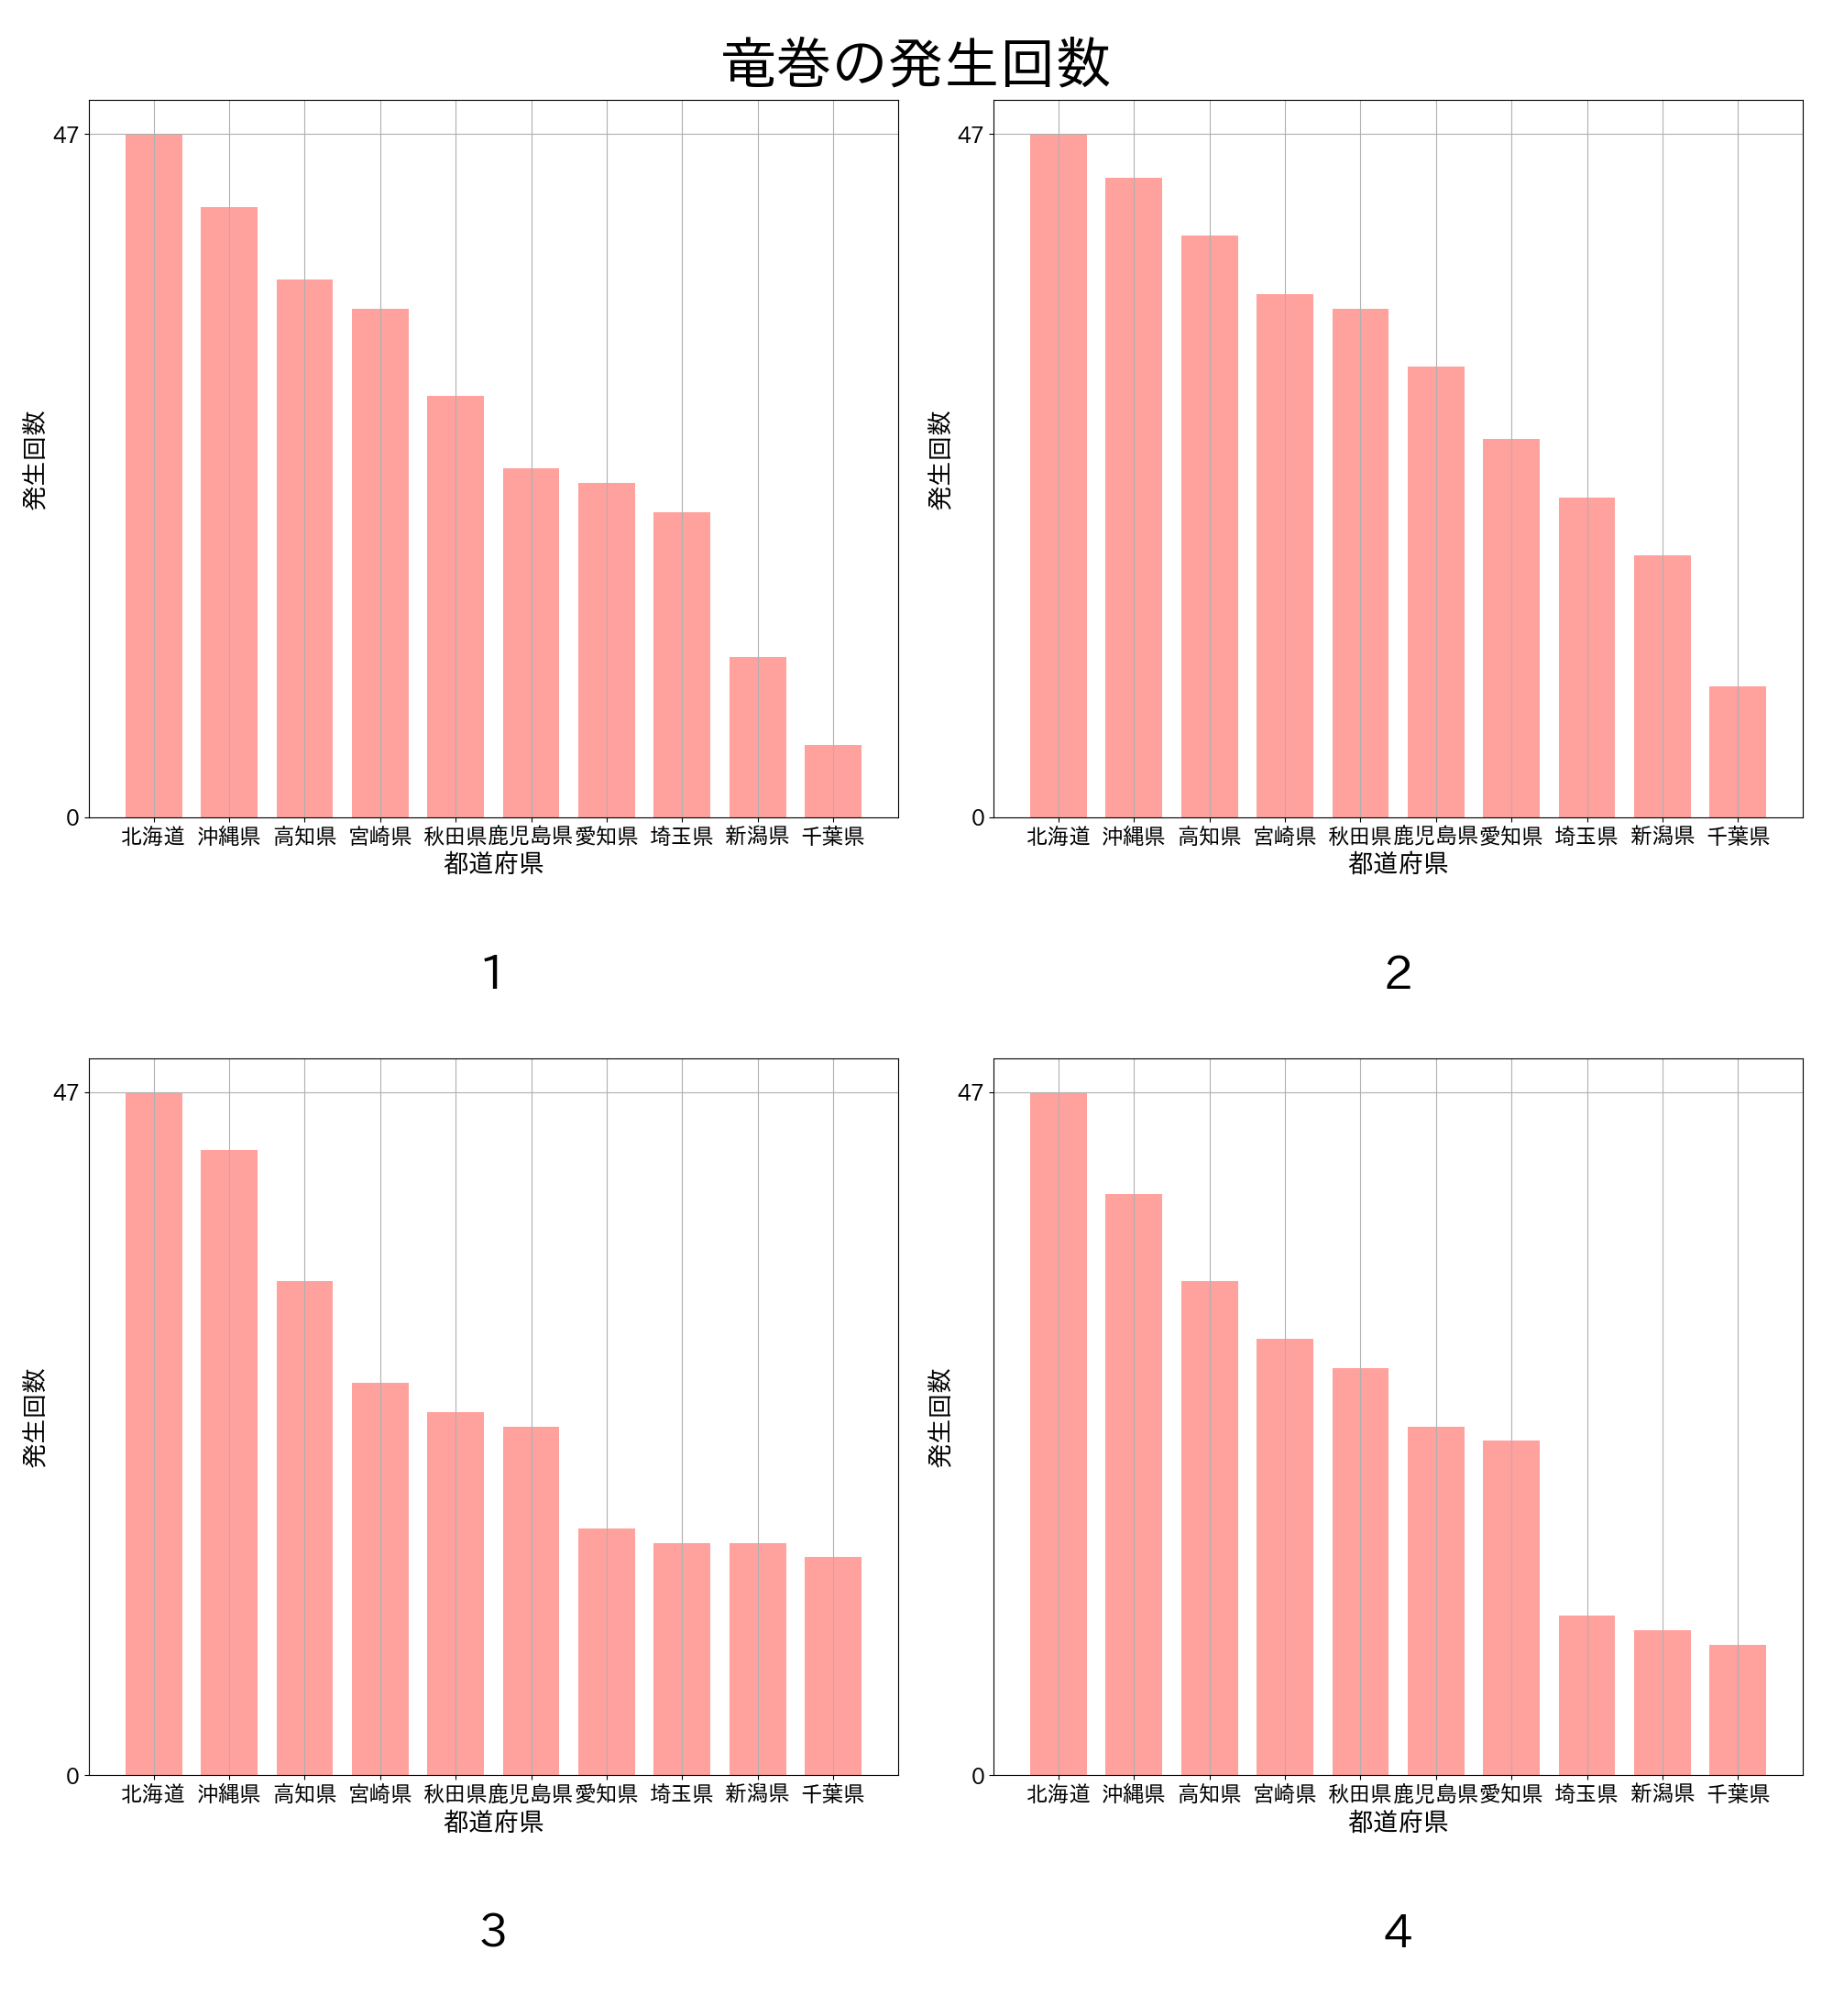 竜巻の発生回数
47
0
発生回数
北海道 沖縄県 高知県 宮崎県 秋田県 鹿児島県 愛知県 埼玉県 新潟県 千葉県
都道府県
1
47
0
発生回数
北海道 沖縄県 高知県 宮崎県 秋田県 鹿児島県 愛知県 埼玉県 新潟県 千葉県
都道府県
2
47
0
発生回数
北海道 沖縄県 高知県 宮崎県 秋田県 鹿児島県 愛知県 埼玉県 新潟県 千葉県
都道府県
3
47
0
発生回数
北海道 沖縄県 高知県 宮崎県 秋田県 鹿児島県 愛知県 埼玉県 新潟県 千葉県
都道府県
4